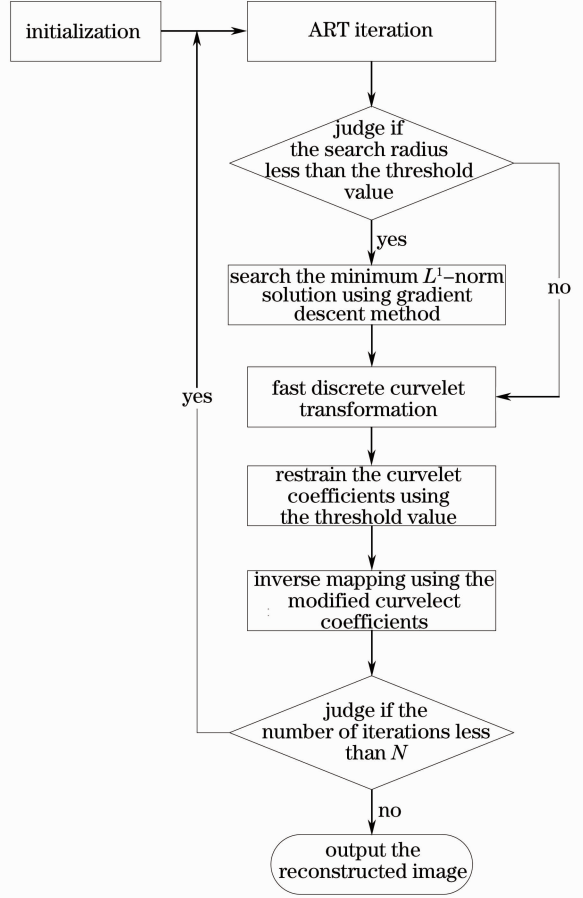 initialization
ART iteration
judge if
the search radius
less than the threshold
value
yes
search the minimum L¹–norm
solution using gradient
descent method
no
fast discrete curvelet
transformation
yes
restrain the curvelet
coefficients using
the threshold value
inverse mapping using the
modified curvelect
coefficients
judge if the
number of iterations less
than N
no
output the
reconstructed image